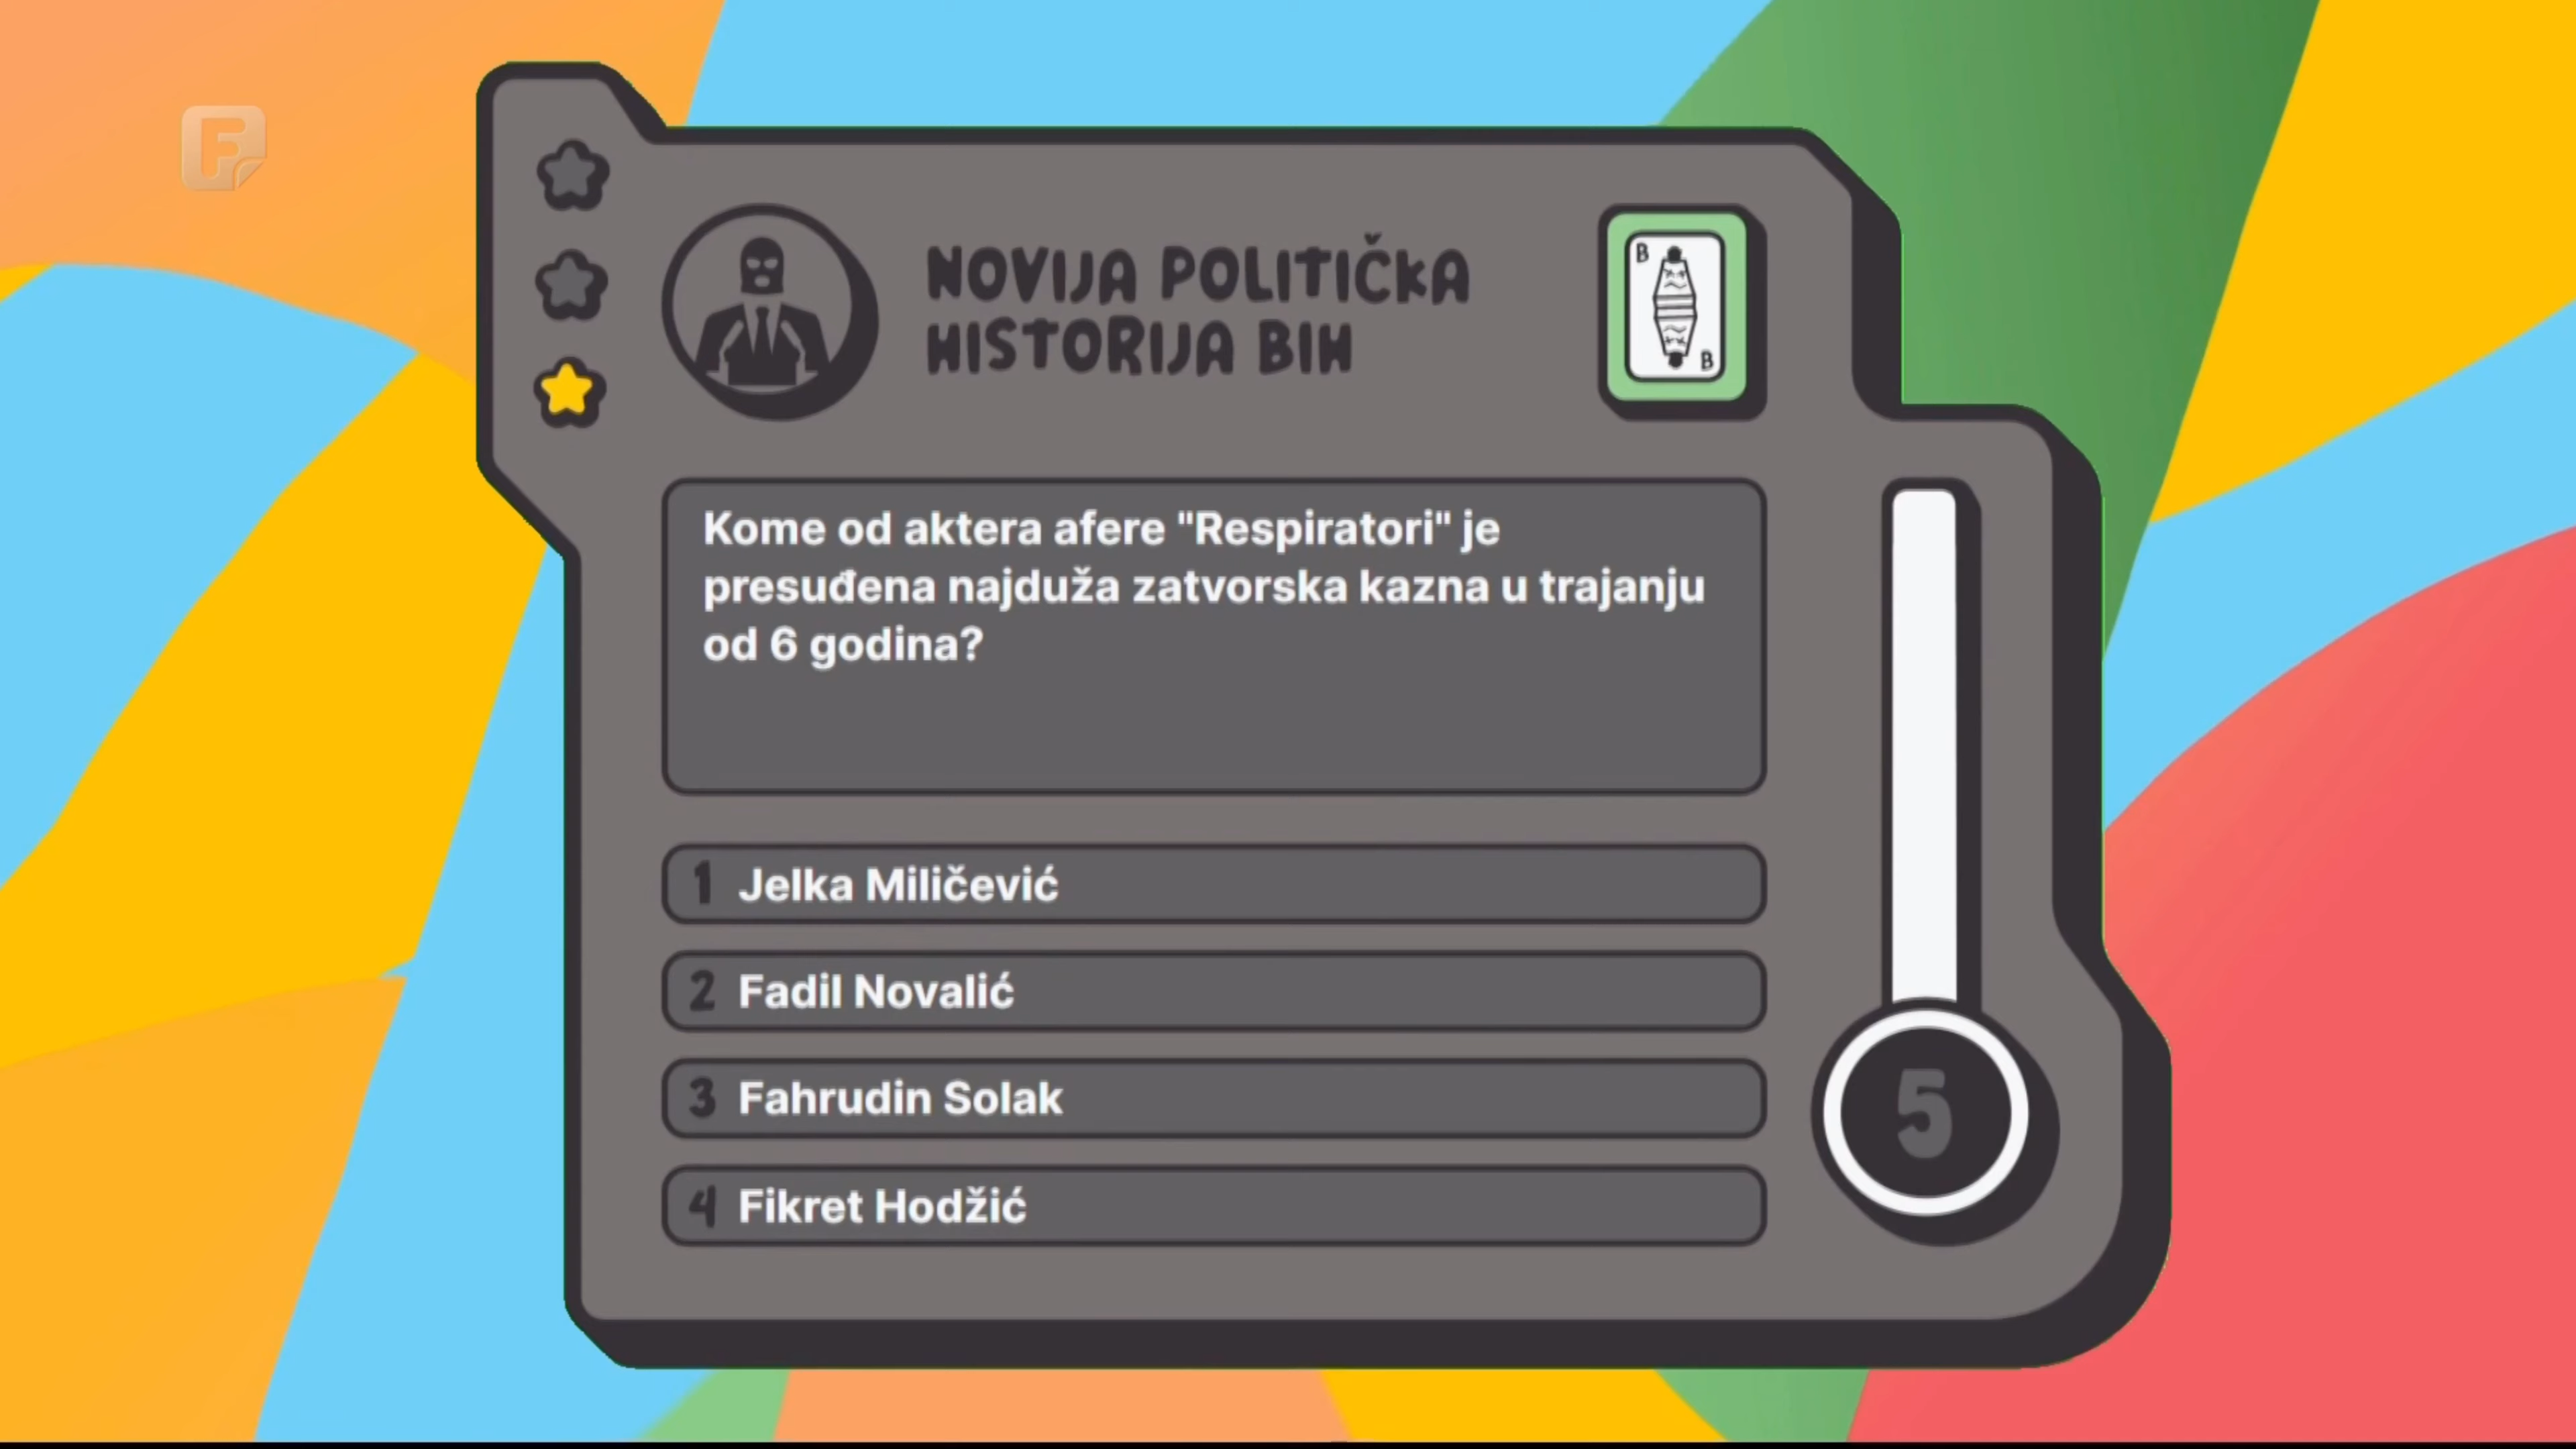 F
NOVIJA POLITIČKA
HISTORIJA BIH
B
B
Kome od aktera afere "Respiratori" je
presuđena najduža zatvorska kazna u trajanju
od 6 godina?
1 Jelka Miličević
2 Fadil Novalić
3 Fahrudin Solak
4 Fikret Hodžić
5